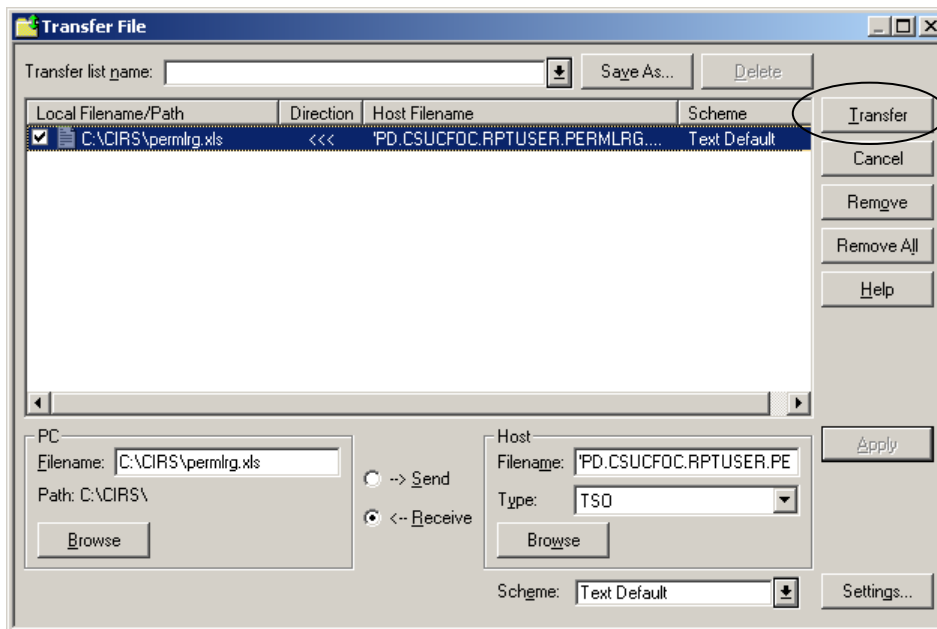 Transfer File
Transfer list name:
Save As...
Delete
Local Filename/Path Direction Host Filename Scheme
C:\CIRS\permlrg.xls <<< 'PD.CSUCFOC.RPTUSER.PERMLRG.... Text Default
Transfer
Cancel
Remove
Remove All
Help
PC
Filename: C:\CIRS\permlrg.xls
Path: C:\CIRS\
Browse
--> Send
<-- Receive
Host
Filename: 'PD.CSUCFOC.RPTUSER.PE
Type: TSO
Browse
Apply
Scheme: Text Default
Settings...